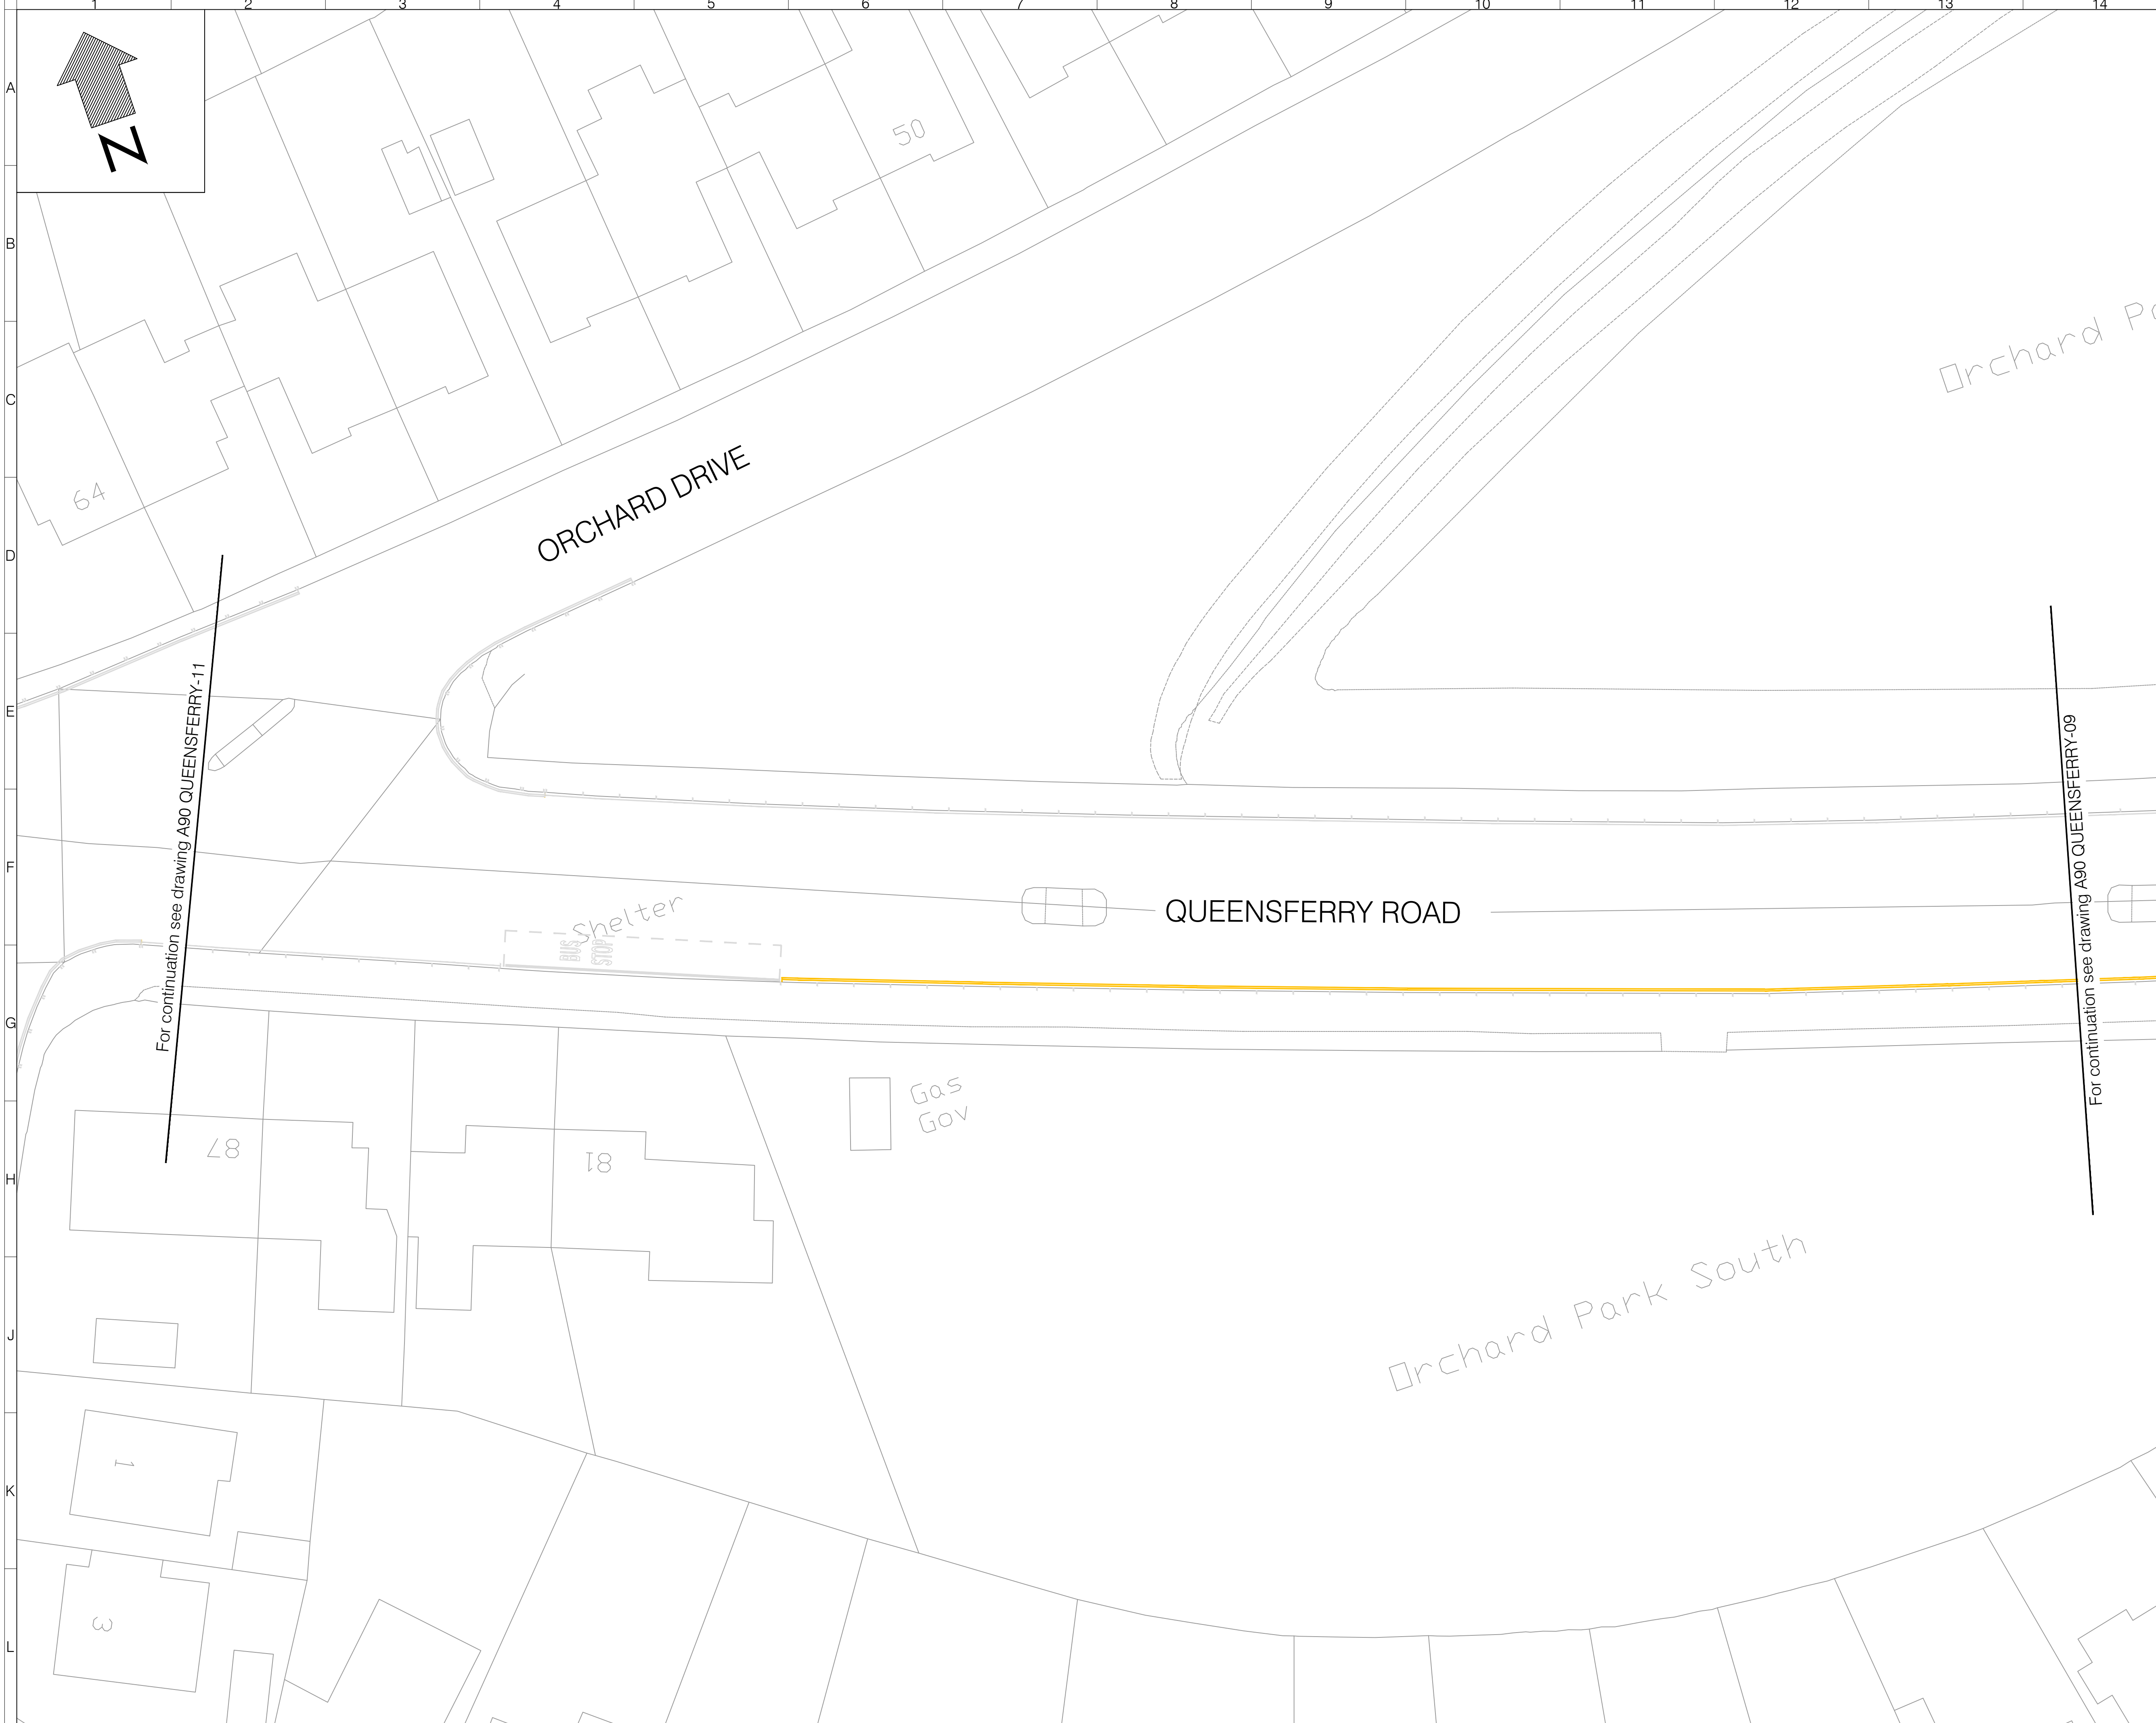 1 2 3 4 5 6 7 8 9 10 11 12 13 14
A
B
C
D
E
F
G
H
J
K
L
N
50
64
Orchard
ORCHARD DRIVE
For continuation see drawing A90 QUEENSFERRY-11
For continuation see drawing A90 QUEENSFERRY-09
Shelter
BUS
STOP
QUEENSFERRY ROAD
Gas
Gov
87
81
Orchard Park South
1
3